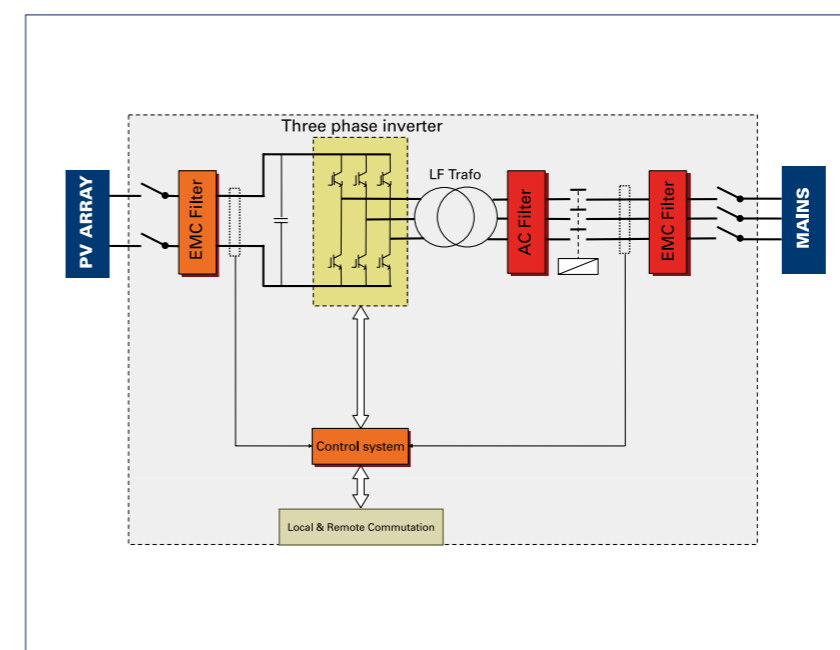 Three phase inverter
PV ARRAY
EMC Filter
LF Trafo
AC Filter
EMC Filter
MAINS
Control system
Local & Remote Commutation